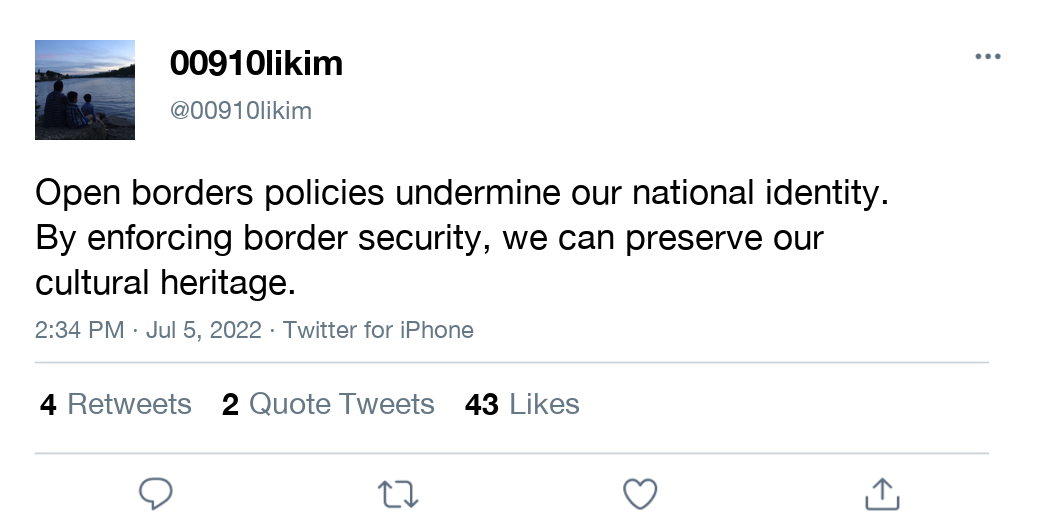 00910likim
@00910likim
Open borders policies undermine our national identity.
By enforcing border security, we can preserve our
cultural heritage.
2:34 PM · Jul 5, 2022 · Twitter for iPhone
4 Retweets 2 Quote Tweets 43 Likes